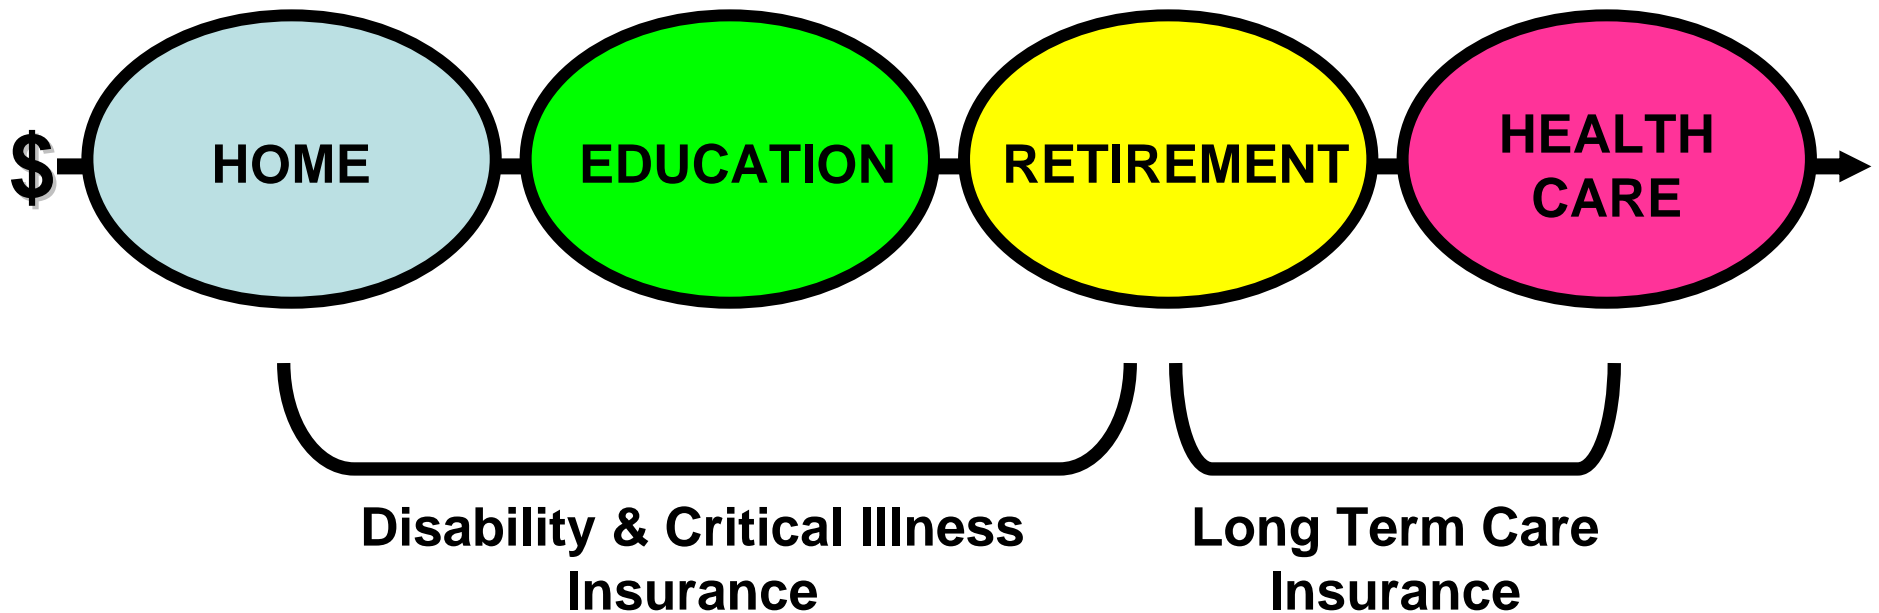 $
HOME
EDUCATION
RETIREMENT
HEALTH
CARE
Disability & Critical Illness
Insurance
Long Term Care
Insurance